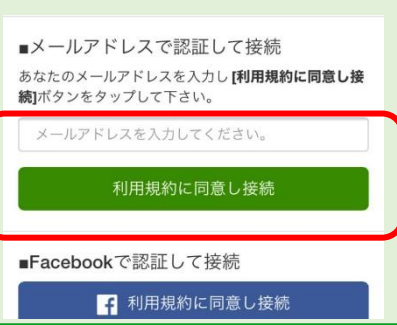 ■メールアドレスで認証して接続
あなたのメールアドレスを入力し[利用規約に同意し接
続]ボタンをタップして下さい。
メールアドレスを入力してください。
利用規約に同意し接続
■Facebookで認証して接続
f 利用規約に同意し接続